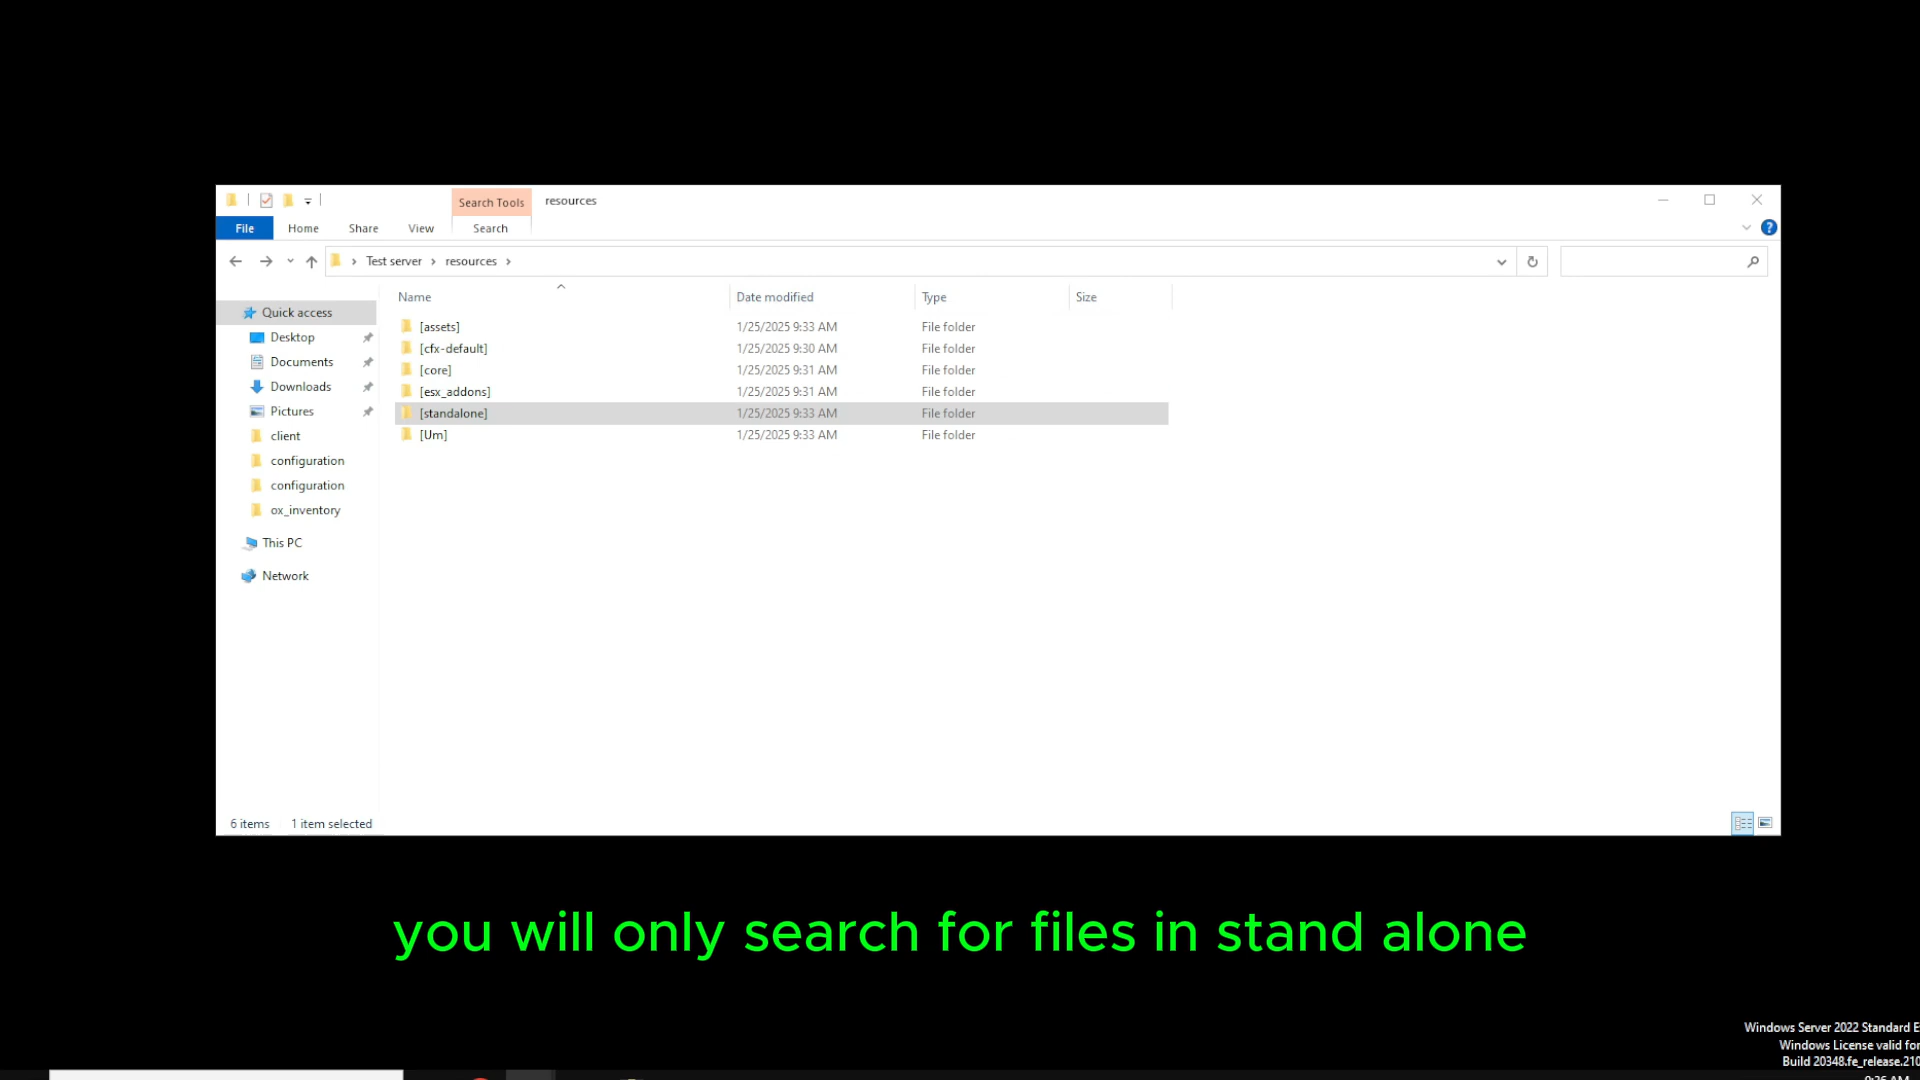 Search Tools resources
File Home Share View Search
Test server resources
Name Date modified Type Size
Quick access
Desktop
Documents
Downloads
Pictures
client
configuration
configuration
ox_inventory
This PC
Network
[assets] 1/25/2025 9:33 AM File folder
[cfx-default] 1/25/2025 9:30 AM File folder
[core] 1/25/2025 9:31 AM File folder
[esx_addons] 1/25/2025 9:31 AM File folder
[standalone] 1/25/2025 9:33 AM File folder
[Um] 1/25/2025 9:33 AM File folder
6 items 1 item selected
you will only search for files in stand alone
Windows Server 2022 Standard E
Windows License valid for
Build 20348.fe_release.210